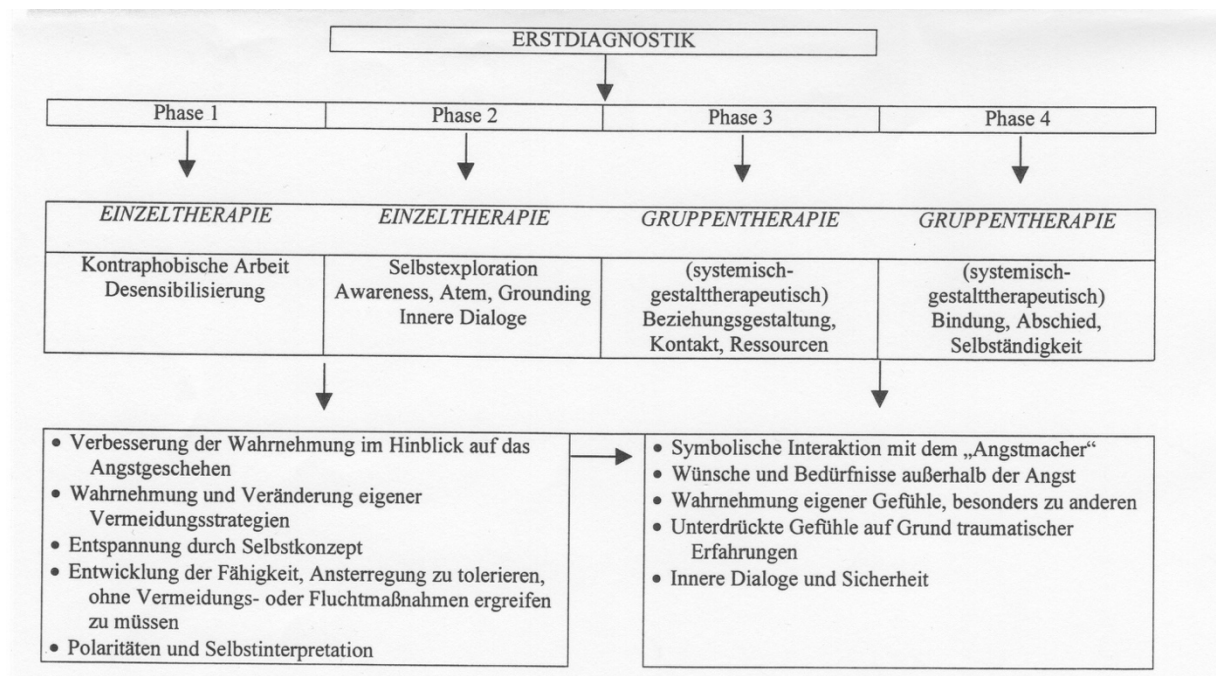 ERSTDIAGNOSTIK
Phase 1
Phase 2
Phase 3
Phase 4
EINZELTHERAPIE
EINZELTHERAPIE
GRUPPENTHERAPIE
GRUPPENTHERAPIE
Kontraphobische Arbeit
Desensibilisierung
Selbstexploration
Awareness, Atem, Grounding
Innere Dialoge
(systemisch-
gestalttherapeutisch)
Beziehungsgestaltung,
Kontakt, Ressourcen
(systemisch-
gestalttherapeutisch)
Bindung, Abschied,
Selbständigkeit
• Verbesserung der Wahrnehmung im Hinblick auf das
Angstgeschehen
• Wahrnehmung und Veränderung eigener
Vermeidungsstrategien
• Entspannung durch Selbstkonzept
• Entwicklung der Fähigkeit, Ansterregung zu tolerieren,
ohne Vermeidungs- oder Fluchtmaßnahmen ergreifen
zu müssen
• Polaritäten und Selbstinterpretation
• Symbolische Interaktion mit dem „Angstmacher“
• Wünsche und Bedürfnisse außerhalb der Angst
• Wahrnehmung eigener Gefühle, besonders zu anderen
• Unterdrückte Gefühle auf Grund traumatischer
Erfahrungen
• Innere Dialoge und Sicherheit